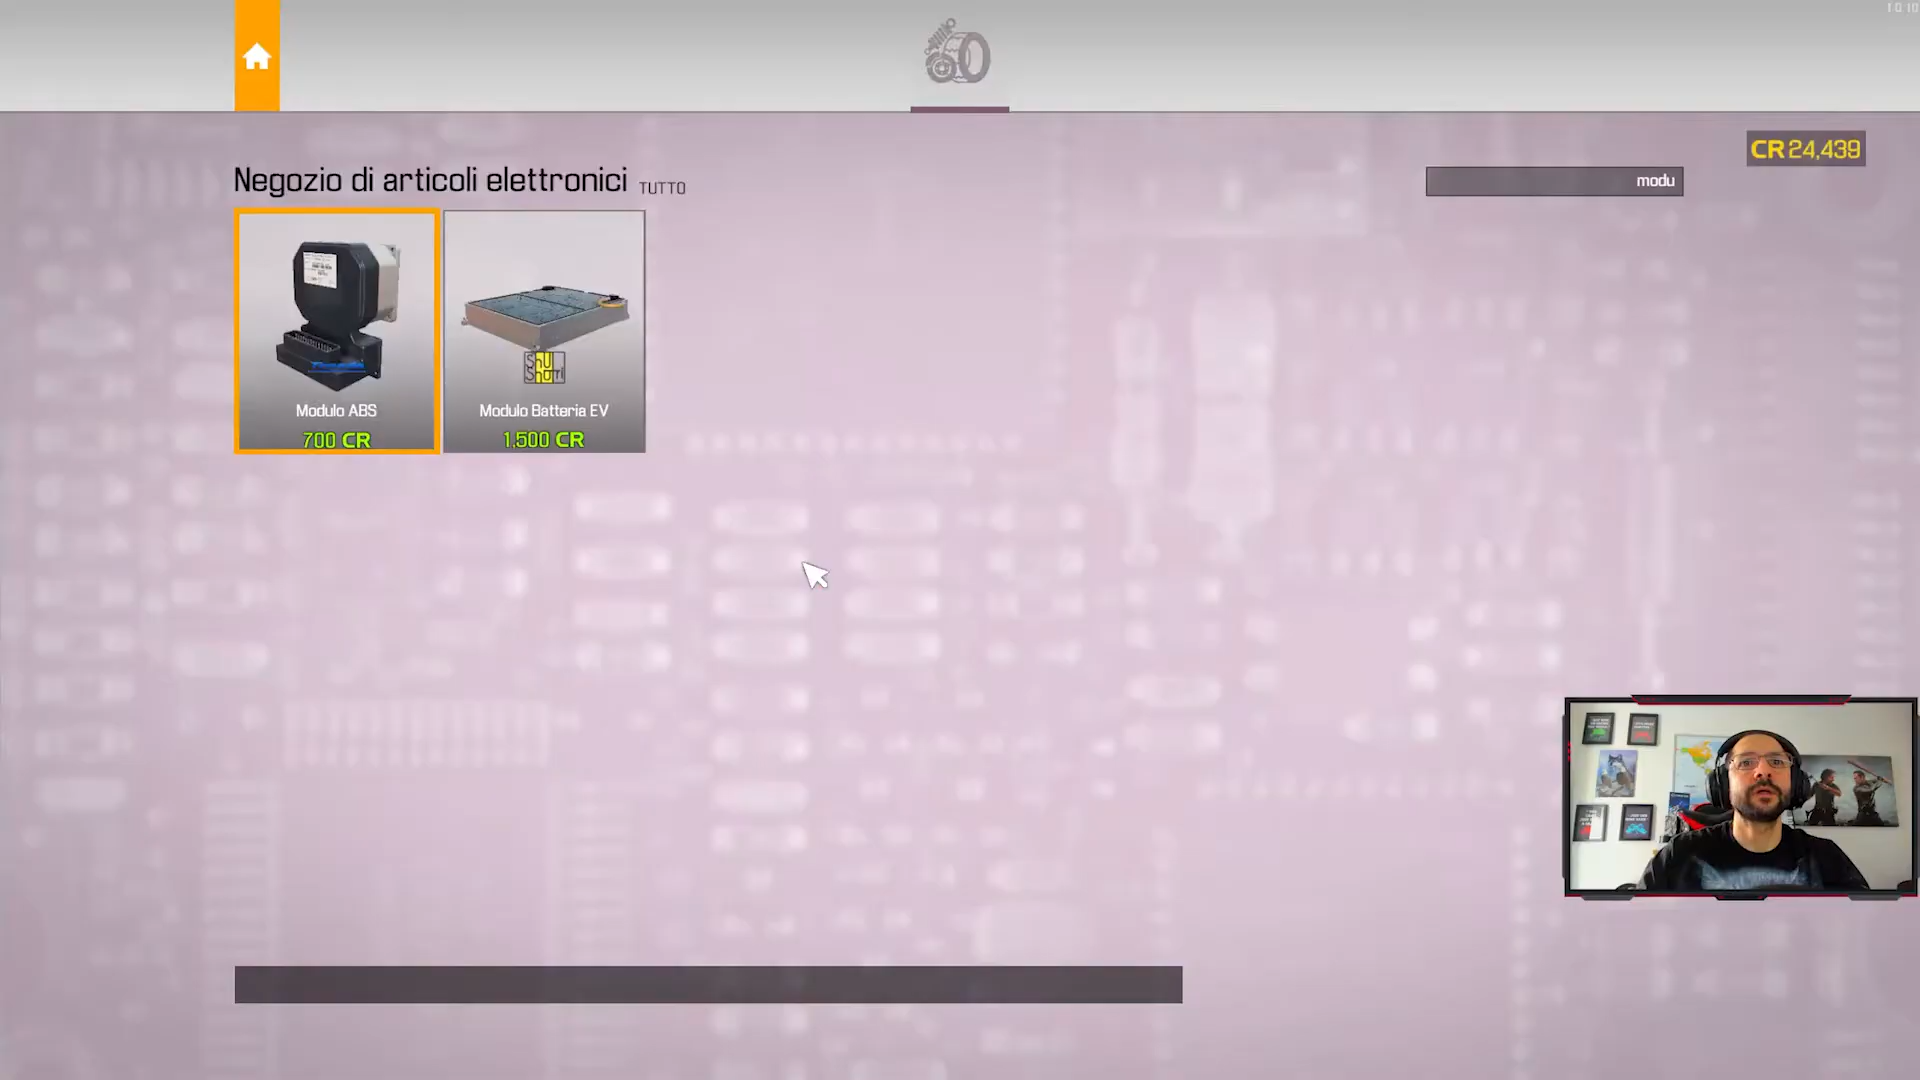 CR 24,439
Negozio di articoli elettronici TUTTO
modu
Shu
Modulo ABS
700 CR
Modulo Batteria EV
1,500 CR